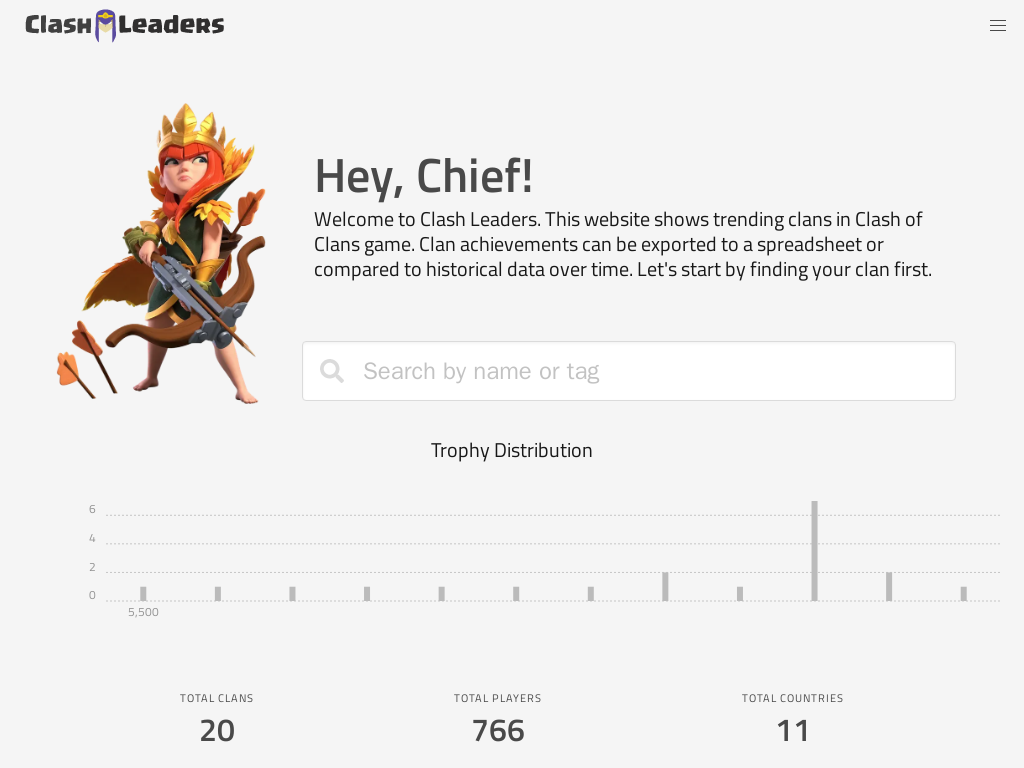 Clash Leaders
Hey, Chief!
Welcome to Clash Leaders. This website shows trending clans in Clash of
Clans game. Clan achievements can be exported to a spreadsheet or
compared to historical data over time. Let's start by finding your clan first.
Search by name or tag
Trophy Distribution
6
4
2
0
5,500
TOTAL CLANS
20
TOTAL PLAYERS
766
TOTAL COUNTRIES
11